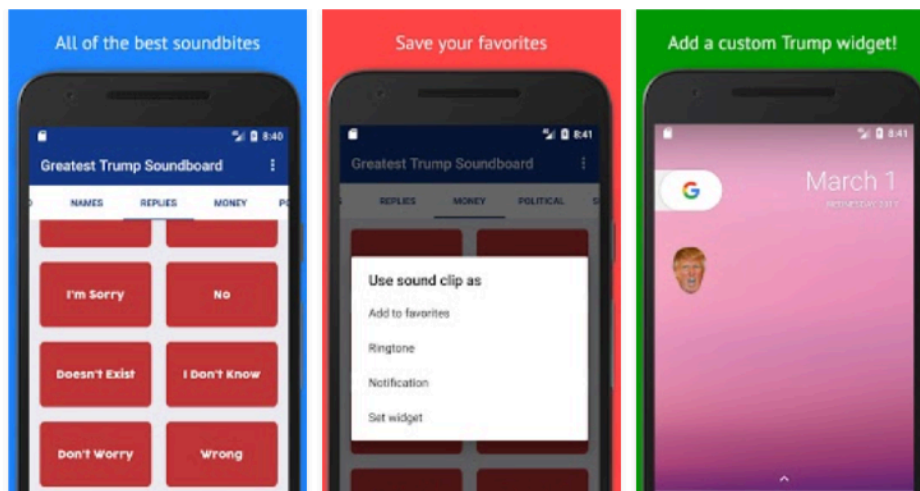 All of the best soundbites
8:40
Greatest Trump Soundboard
NAMES REPLIES MONEY
I'm Sorry No
Doesn't Exist I Don't Know
Don't Worry Wrong
Save your favorites
8:41
Greatest Trump Soundboard
REPLIES MONEY POLITICAL
Use sound clip as
Add to favorites
Ringtone
Notification
Set widget
Add a custom Trump widget!
8:41
G
March 1
WEDNESDAY, 2017